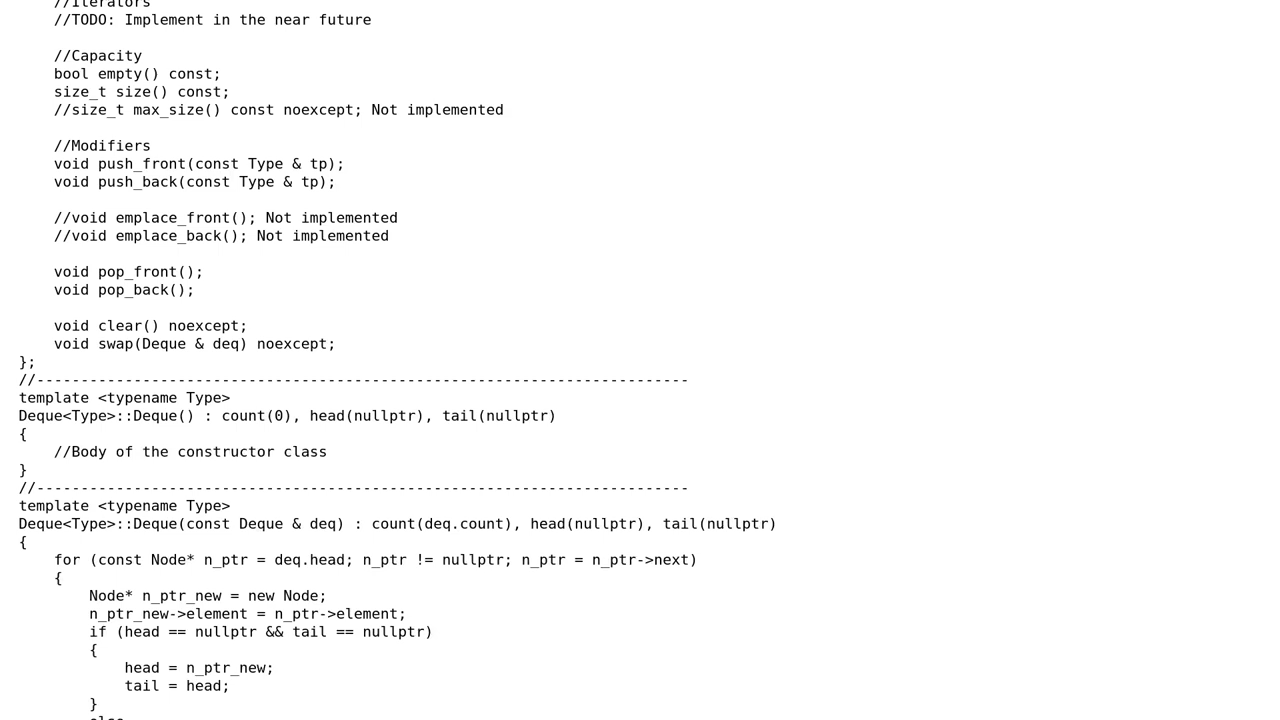 //Iterators
//TODO: Implement in the near future
//Capacity
bool empty() const;
size_t size() const;
//size_t max_size() const noexcept; Not implemented
//Modifiers
void push_front(const Type & tp);
void push_back(const Type & tp);
//void emplace_front(); Not implemented
//void emplace_back(); Not implemented
void pop_front();
void pop_back();
void clear() noexcept;
void swap(Deque & deq) noexcept;
};
//--------------------------------------------------------------------------
template <typename Type>
Deque<Type>::Deque() : count(0), head(nullptr), tail(nullptr)
{
//Body of the constructor class
}
//--------------------------------------------------------------------------
template <typename Type>
Deque<Type>::Deque(const Deque & deq) : count(deq.count), head(nullptr), tail(nullptr)
{
for (const Node* n_ptr = deq.head; n_ptr != nullptr; n_ptr = n_ptr->next)
{
Node* n_ptr_new = new Node;
n_ptr_new->element = n_ptr->element;
if (head == nullptr && tail == nullptr)
{
head = n_ptr_new;
tail = head;
}
else